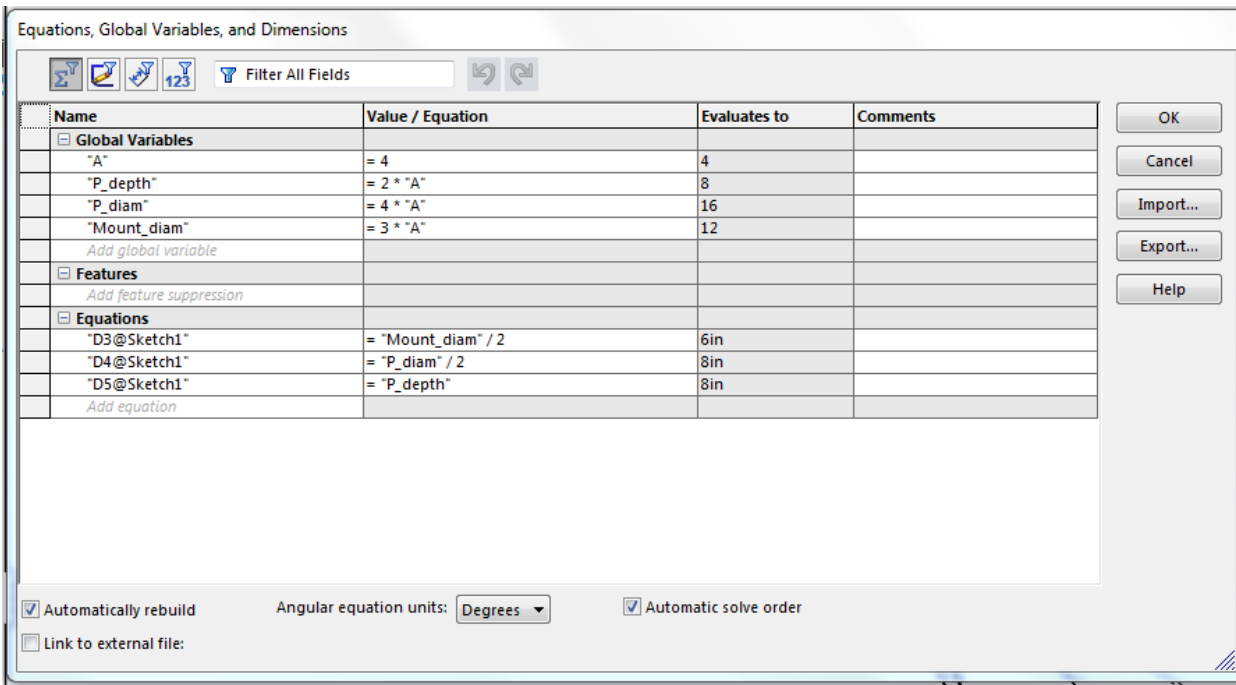 Equations, Global Variables, and Dimensions
Σ 123 Filter All Fields
Name Value / Equation Evaluates to Comments OK
Global Variables
"A" = 4 4 Cancel
"P_depth" = 2 * "A" 8
"P_diam" = 4 * "A" 16 Import...
"Mount_diam" = 3 * "A" 12
Add global variable Export...
Features
Add feature suppression Help
Equations
"D3@Sketch1" = "Mount_diam" / 2 6in
"D4@Sketch1" = "P_diam" / 2 8in
"D5@Sketch1" = "P_depth" 8in
Add equation
Automatically rebuild Angular equation units: Degrees Automatic solve order
Link to external file: